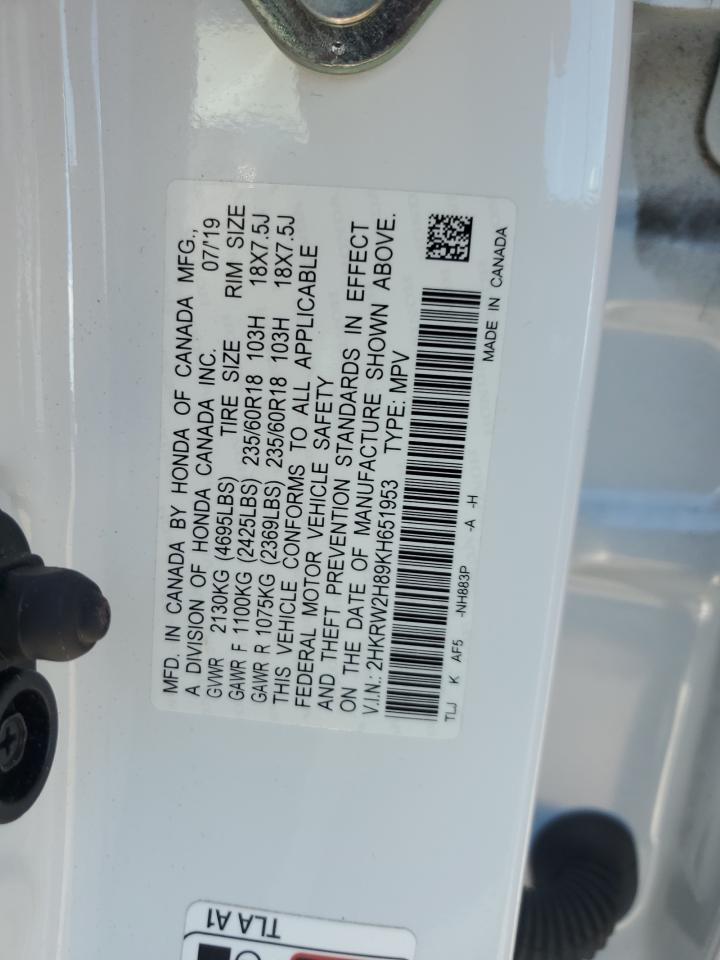 MFD. IN CANADA BY HONDA OF CANADA MFG.,
A DIVISION OF HONDA CANADA INC. 07/'19
GVWR 2130KG (4695LBS) TIRE SIZE RIM SIZE
GAWR F 1100KG (2425LBS) 235/60R18 103H 18X7.5J
GAWR R 1075KG (2369LBS) 235/60R18 103H 18X7.5J
THIS VEHICLE CONFORMS TO ALL APPLICABLE
FEDERAL MOTOR VEHICLE SAFETY
AND THEFT PREVENTION STANDARDS IN EFFECT
ON THE DATE OF MANUFACTURE SHOWN ABOVE.
V.I.N.: 2HKRW2H89KH651953 TYPE: MPV
TLJ K AF5 -NH883P -A -H
MADE IN CANADA
TLA A1